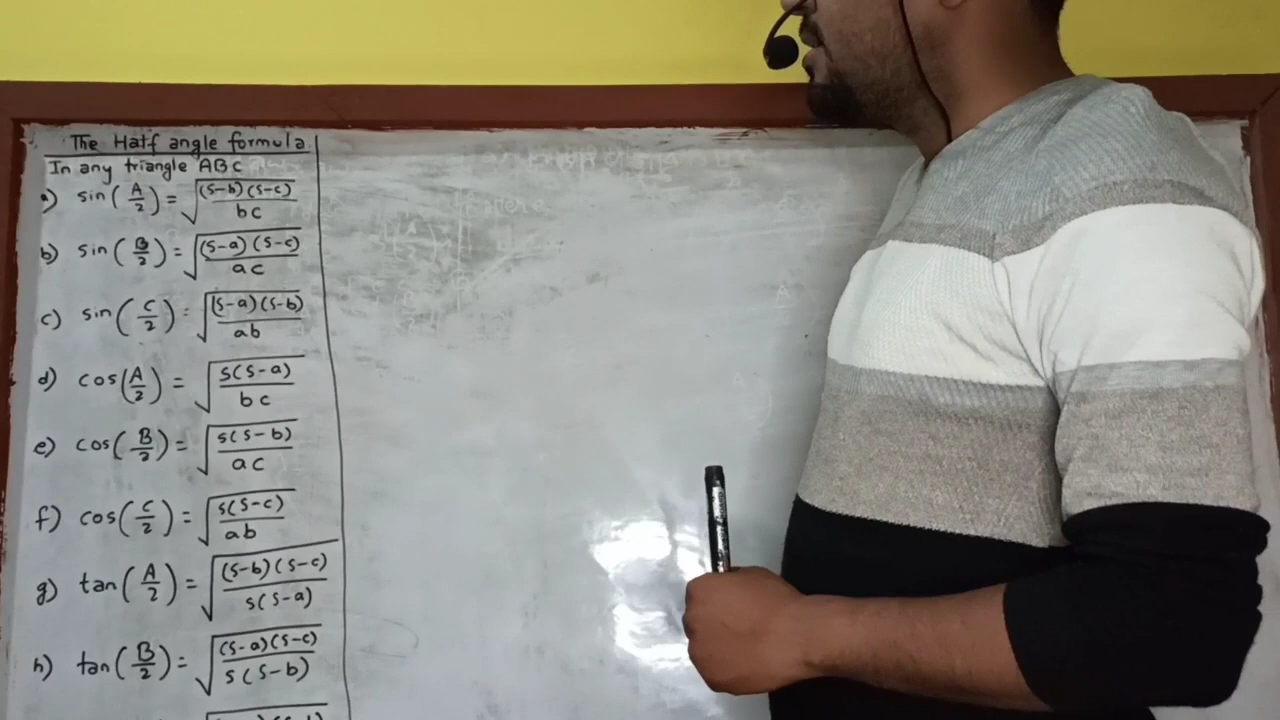 The Half angle formula
In any triangle ABC
a) sin(A/2) = √((s-b)(s-c)/bc)
b) sin(B/2) = √((s-a)(s-c)/ac)
c) sin(C/2) = √((s-a)(s-b)/ab)
d) cos(A/2) = √(s(s-a)/bc)
e) cos(B/2) = √(s(s-b)/ac)
f) cos(C/2) = √(s(s-c)/ab)
g) tan(A/2) = √((s-b)(s-c)/s(s-a))
h) tan(B/2) = √((s-a)(s-c)/s(s-b))